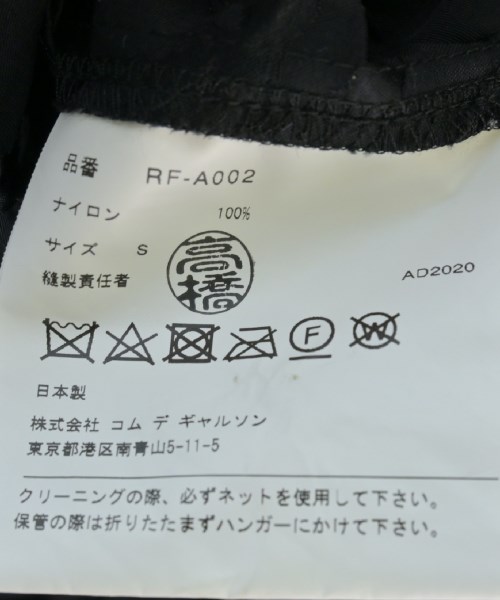 品番 RF-A002
ナイロン 100%
サイズ S
縫製責任者 高橋
AD2020
F W
日本製
株式会社 コム デ ギャルソン
東京都港区南青山5-11-5
クリーニングの際、必ずネットを使用して下さい。
保管の際は折りたたまずハンガーにかけて下さい。